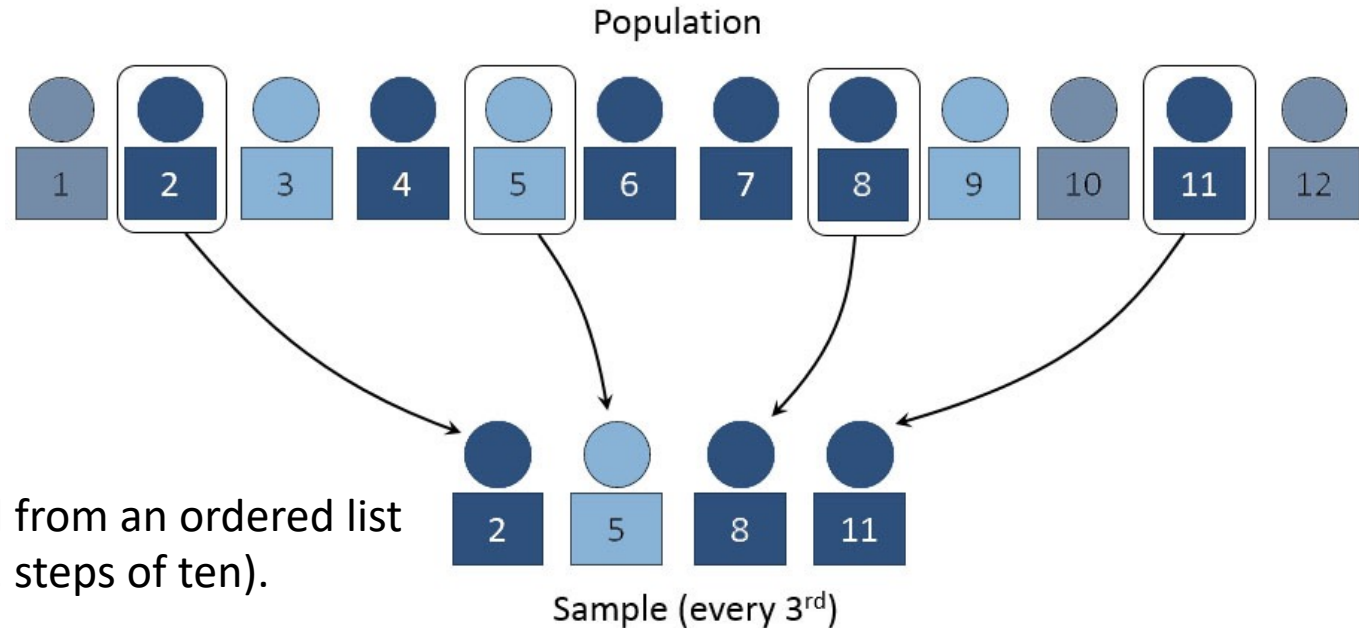 Population
1 2 3 4 5 6 7 8 9 10 11 12
2 5 8 11
from an ordered list
steps of ten).
Sample (every 3rd)